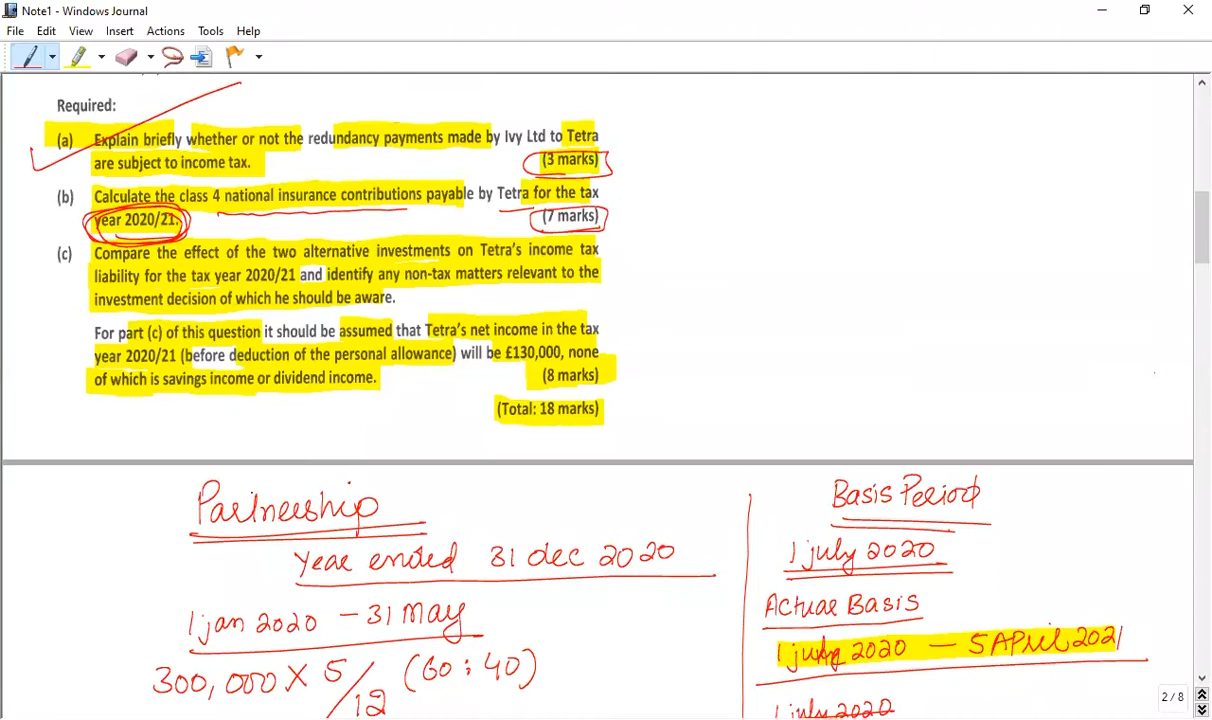 Note1 - Windows Journal
File Edit View Insert Actions Tools Help
Required:
(a) Explain briefly whether or not the redundancy payments made by Ivy Ltd to Tetra
are subject to income tax. (3 marks)
(b) Calculate the class 4 national insurance contributions payable by Tetra for the tax
year 2020/21. (7 marks)
(c) Compare the effect of the two alternative investments on Tetra's income tax
liability for the tax year 2020/21 and identify any non-tax matters relevant to the
investment decision of which he should be aware.
For part (c) of this question it should be assumed that Tetra's net income in the tax
year 2020/21 (before deduction of the personal allowance) will be £130,000, none
of which is savings income or dividend income. (8 marks)
(Total: 18 marks)
Partneeship
Yeae ended 31 dec 2020
1 jan 2020 - 31 May
300,000 X 5/12 (60:40)
Basis Period
1 july 2020
Actuae Basis
1 july 2020 - 5 April 2021
1 july 2020
2 / 8